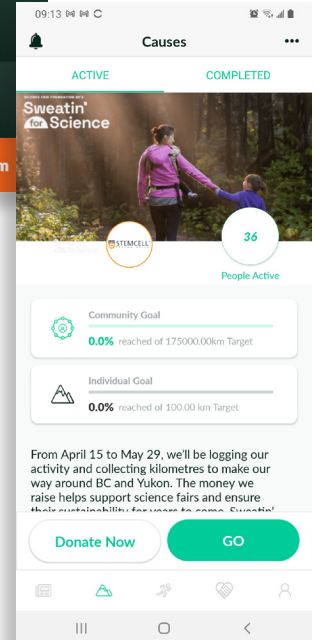 09:13
Causes
ACTIVE COMPLETED
Sweatin'
for Science
STEMCELL
36
People Active
Community Goal
0.0% reached of 175000.00km Target
Individual Goal
0.0% reached of 100.00 km Target
From April 15 to May 29, we'll be logging our
activity and collecting kilometres to make our
way around BC and Yukon. The money we
raise helps support science fairs and ensure
their sustainability for years to come. Sweatin'
Donate Now
GO
m